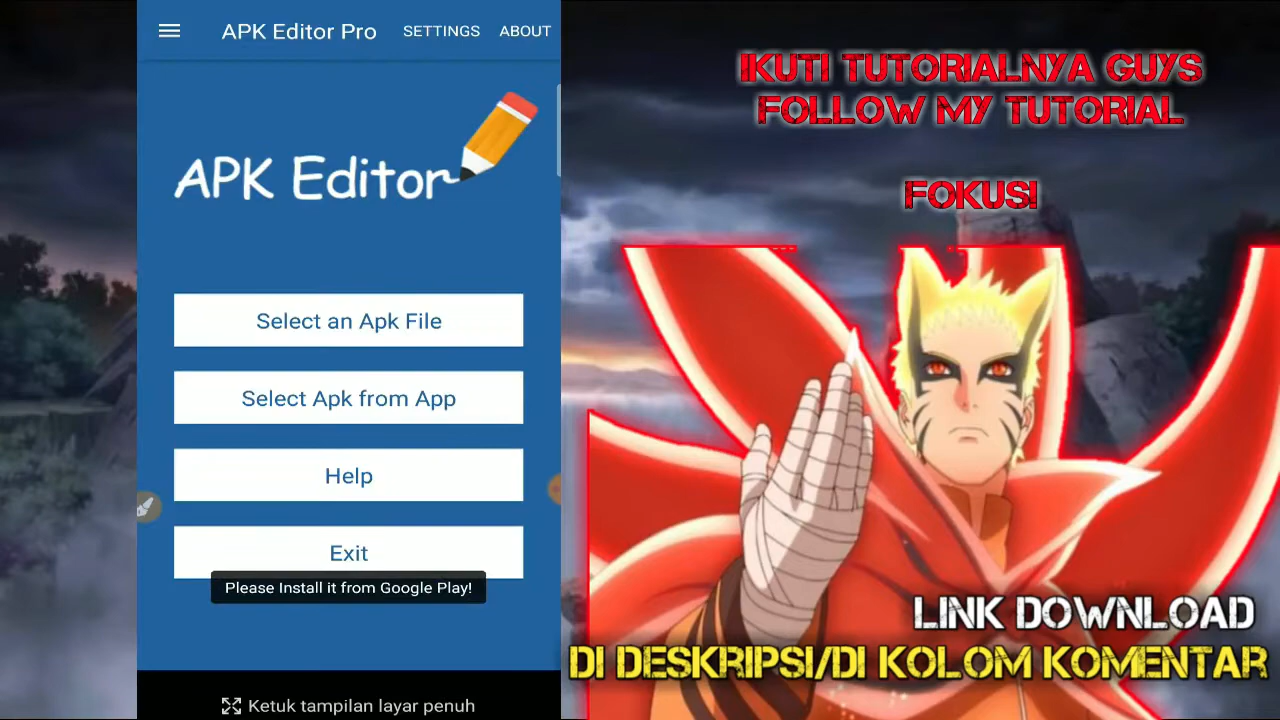 APK Editor Pro SETTINGS ABOUT
APK Editor
Select an Apk File
Select Apk from App
Help
Exit
Please Install it from Google Play!
Ketuk tampilan layar penuh
IKUTI TUTORIALNYA GUYS
FOLLOW MY TUTORIAL
FOKUS!
LINK DOWNLOAD
DI DESKRIPSI/DI KOLOM KOMENTAR